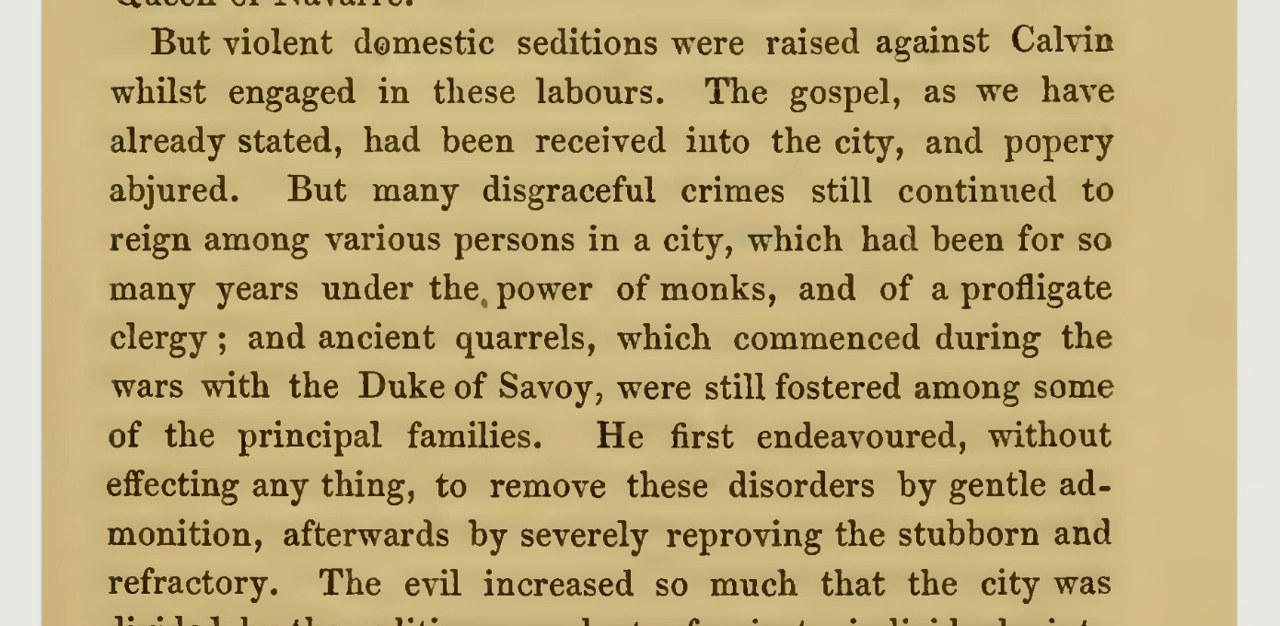 But violent domestic seditions were raised against Calvin
whilst engaged in these labours. The gospel, as we have
already stated, had been received into the city, and popery
abjured. But many disgraceful crimes still continued to
reign among various persons in a city, which had been for so
many years under the power of monks, and of a profligate
clergy ; and ancient quarrels, which commenced during the
wars with the Duke of Savoy, were still fostered among some
of the principal families. He first endeavoured, without
effecting any thing, to remove these disorders by gentle ad-
monition, afterwards by severely reproving the stubborn and
refractory. The evil increased so much that the city was